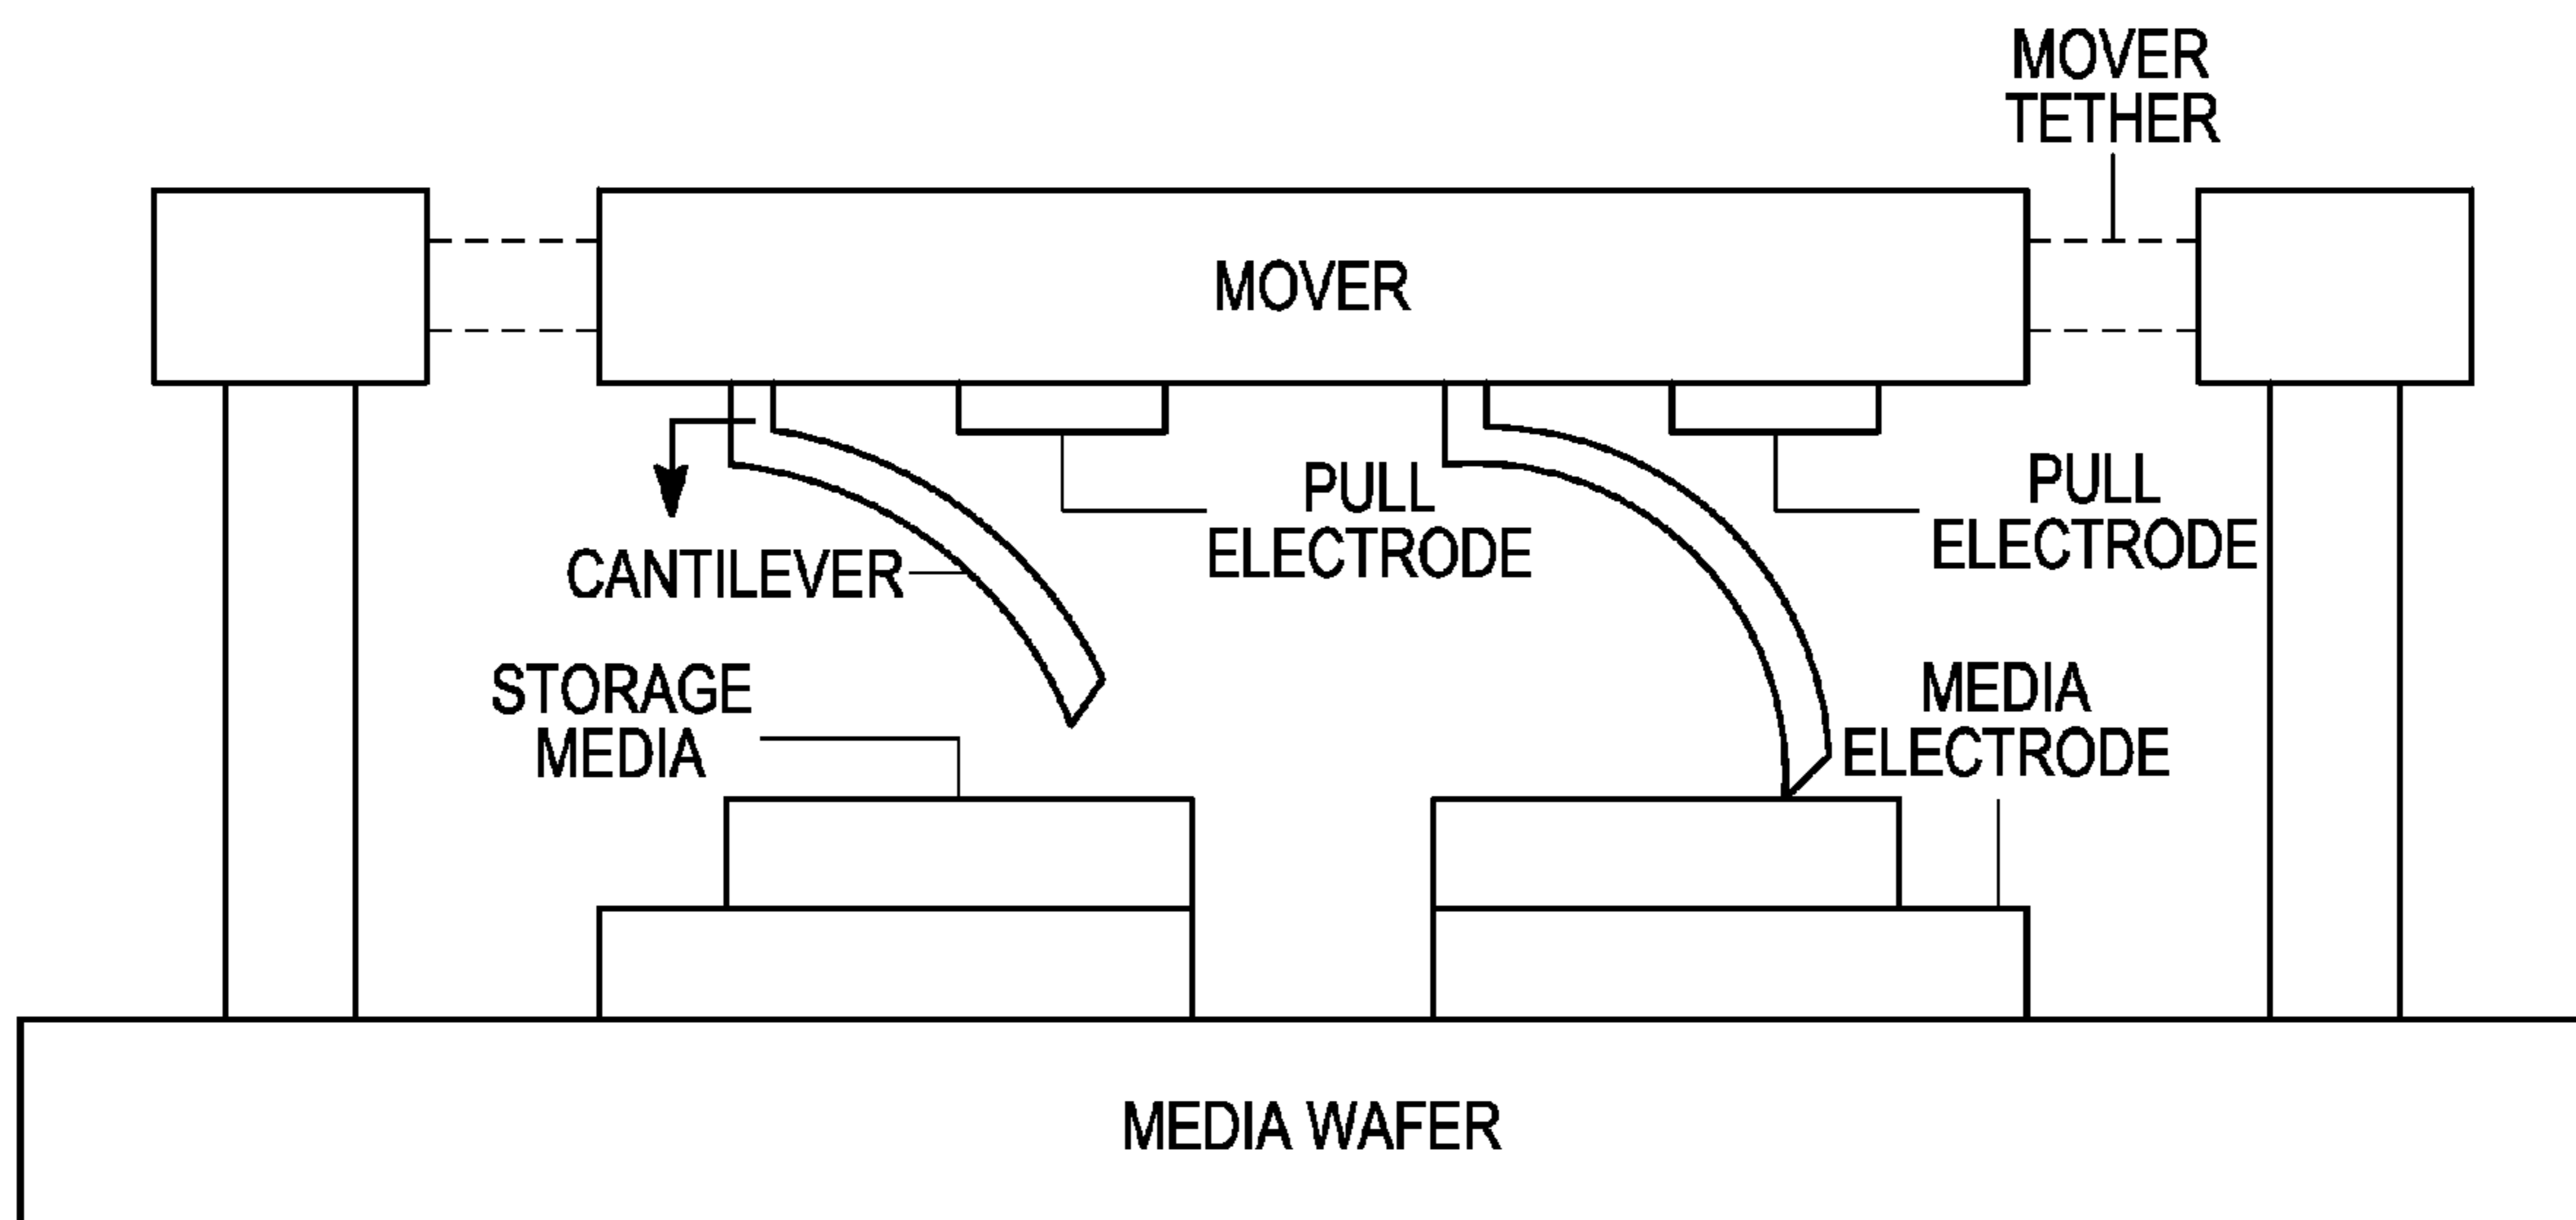 MOVER
TETHER
MOVER
PULL
ELECTRODE
PULL
ELECTRODE
CANTILEVER
STORAGE
MEDIA
MEDIA
ELECTRODE
MEDIA WAFER